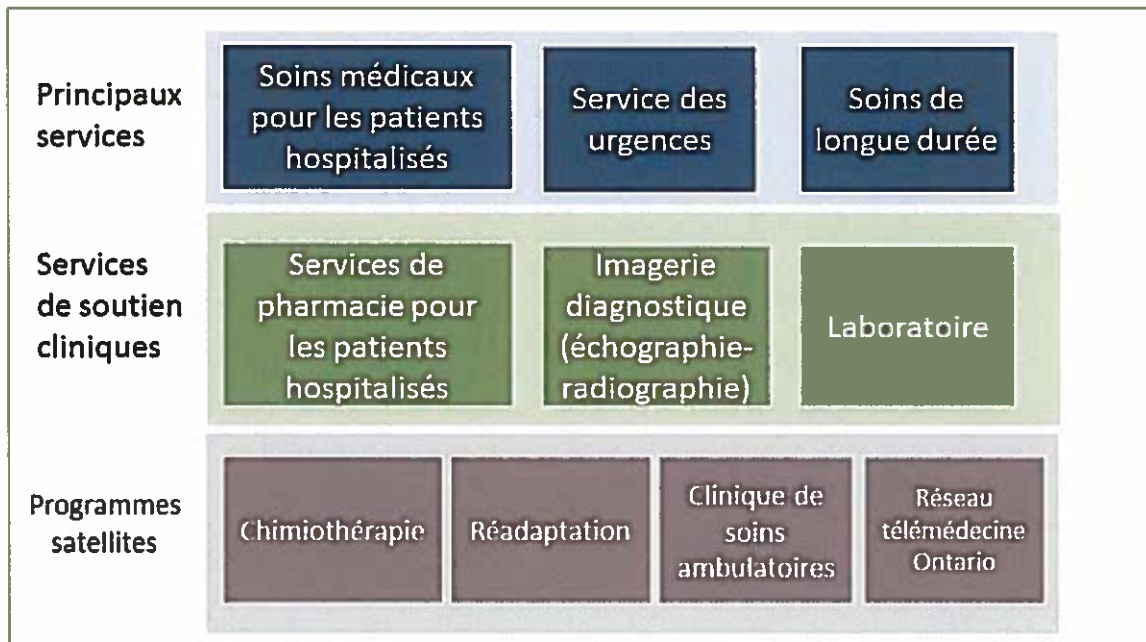 Principaux
services
Soins médicaux
pour les patients
hospitalisés
Service des
urgences
Soins de
longue durée
Services
de soutien
cliniques
Services de
pharmacie pour
les patients
hospitalisés
Imagerie
diagnostique
(échographie-
radiographie)
Laboratoire
Programmes
satellites
Chimiothérapie
Réadaptation
Clinique de
soins
ambulatoires
Réseau
télémédecine
Ontario